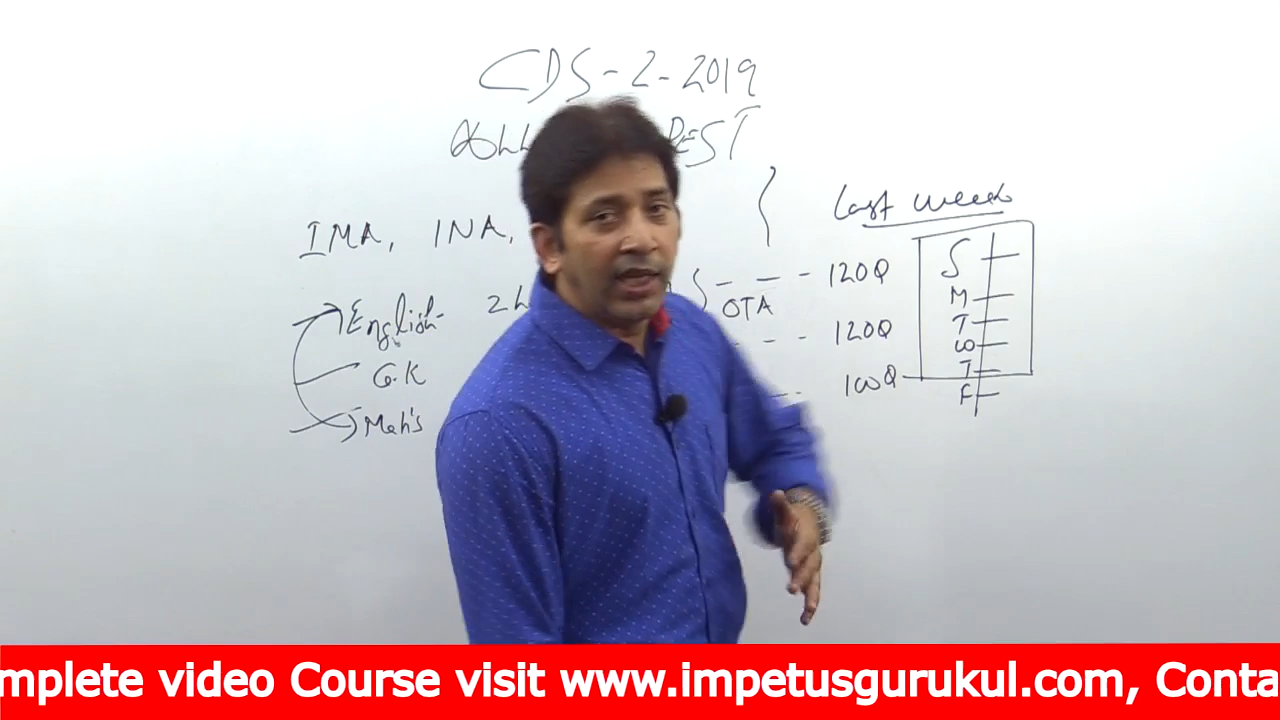 CDS-2-2019
IMA, INA,
last week
English 2 120Q
OTA
G.K 120Q
Math's 100Q
S
M
T
W
T
F
mplete video Course visit www.impetusgurukul.com, Conta